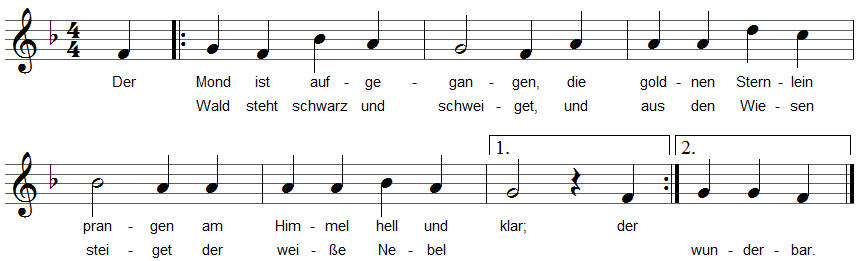 4
4
Der Mond ist auf - ge - gan - gen, die gold - nen Stern - lein
Wald steht schwarz und schwei - get, und aus den Wie - sen
1. 2.
pran - gen am Him - mel hell und klar; der
stei - get der wei - ße Ne - bel wun - der - bar.